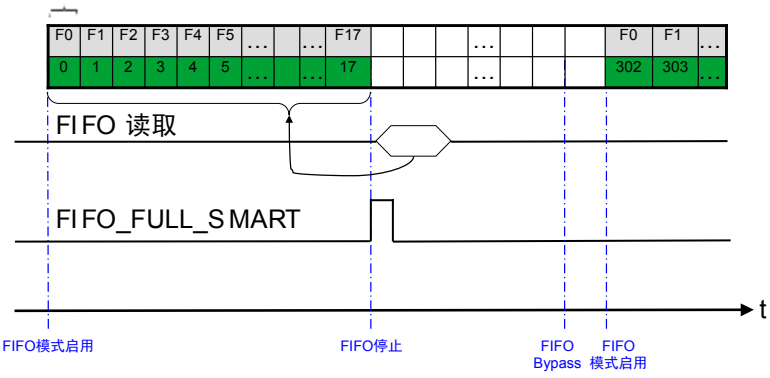 F0 F1 F2 F3 F4 F5 ... ... F17 ... F0 F1 ...
0 1 2 3 4 5 ... ... 17 ... 302 303 ...
FIFO 读取
FIFO_FULL_SMART
t
FIFO模式启用 FIFO停止 FIFO Bypass FIFO 模式启用